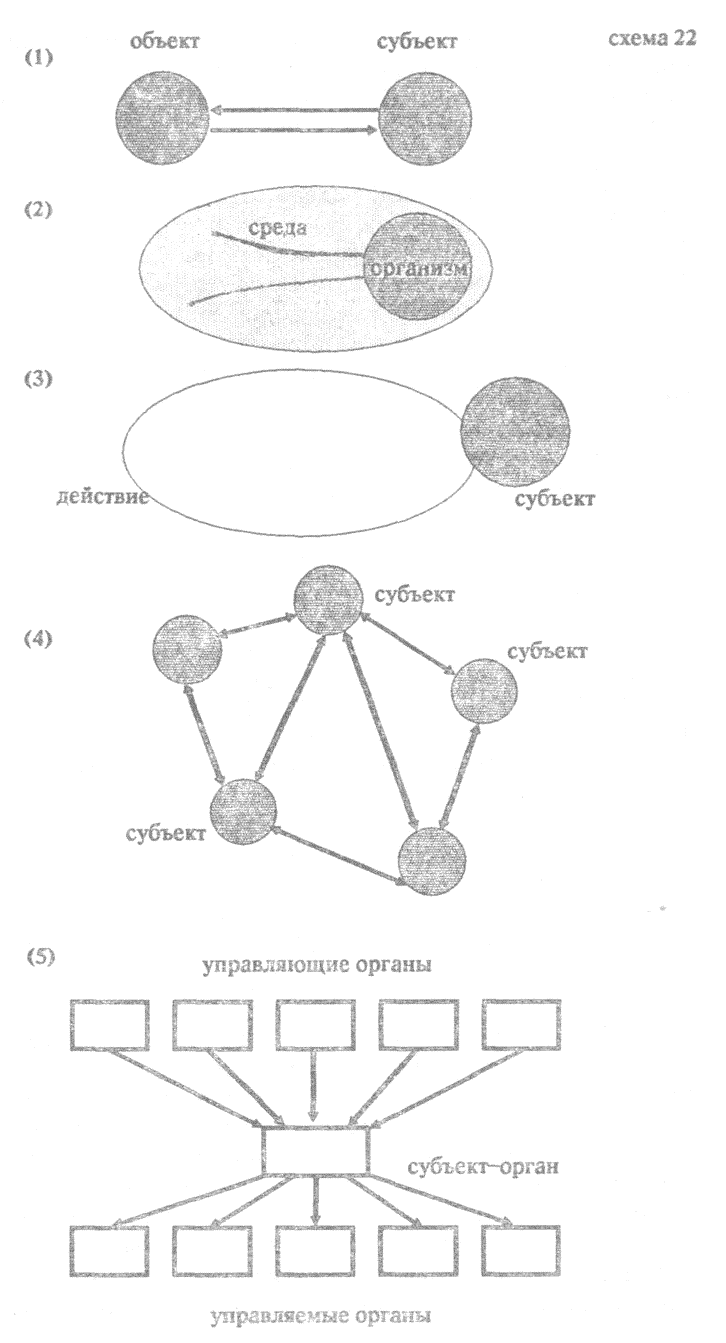 схема 22
(1)
объект
субъект
(2)
среда
организм
(3)
действие
субъект
(4)
субъект
субъект
субъект
(5)
управляющие органы
субъект-орган
управляемые органы